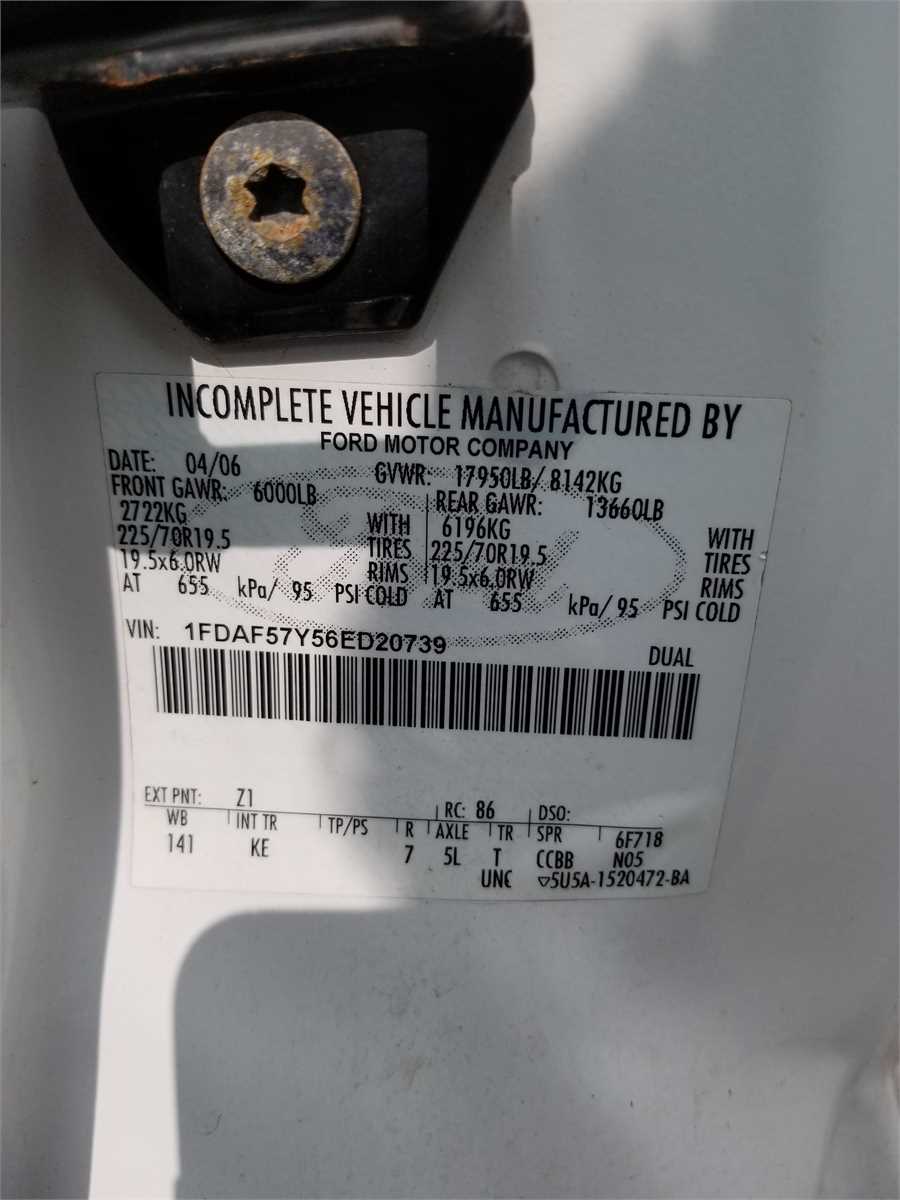 INCOMPLETE VEHICLE MANUFACTURED BY
FORD MOTOR COMPANY
DATE: 04/06 GVWR: 17950LB/ 8142KG
FRONT GAWR: 6000LB REAR GAWR: 13660LB
2722KG WITH 6196KG WITH
225/70R19.5 TIRES 225/70R19.5 TIRES
19.5x6.0RW RIMS 19.5x6.0RW RIMS
AT 655 kPa/ 95 PSI COLD AT 655 kPa/ 95 PSI COLD
VIN: 1FDAF57Y56ED20739
DUAL
EXT PNT: Z1 RC: 86 DSO:
WB INT TR TP/PS R AXLE TR SPR 6F718
141 KE 7 5L T CCBB N05
UNC ▽5U5A-1520472-BA